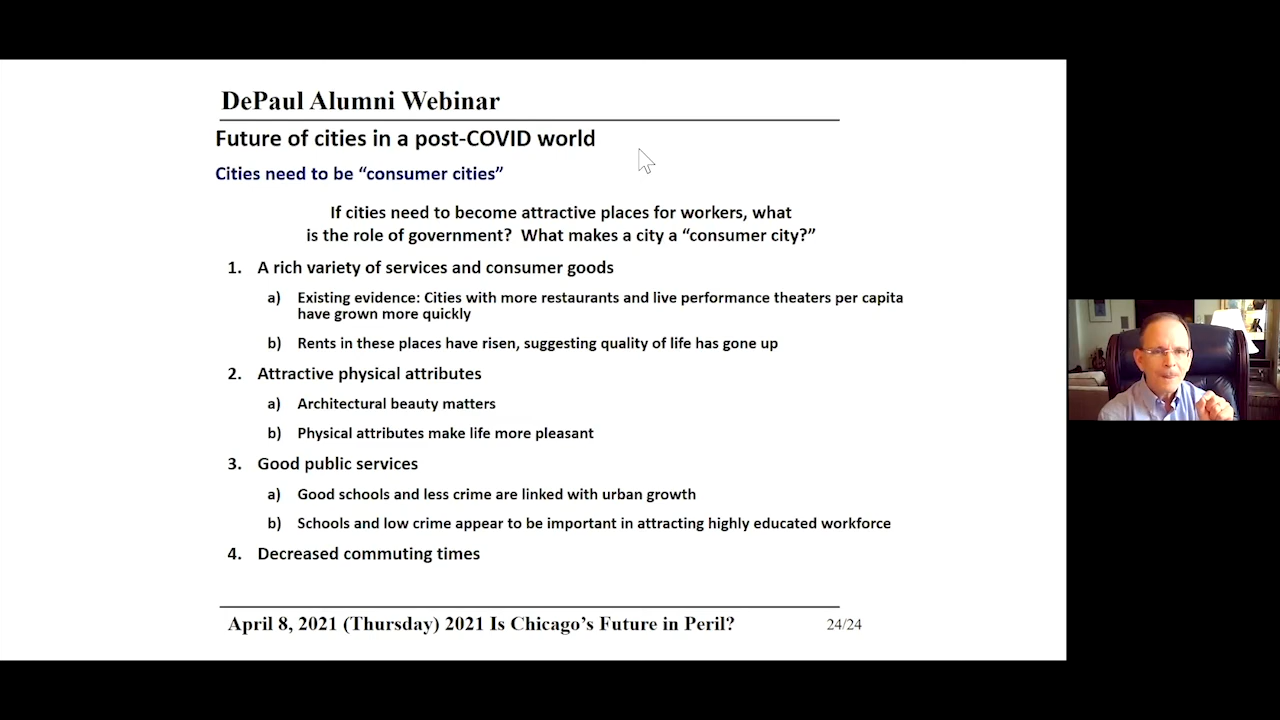 DePaul Alumni Webinar
Future of cities in a post-COVID world
Cities need to be “consumer cities”
If cities need to become attractive places for workers, what
is the role of government? What makes a city a “consumer city?”
1. A rich variety of services and consumer goods
a) Existing evidence: Cities with more restaurants and live performance theaters per capita
have grown more quickly
b) Rents in these places have risen, suggesting quality of life has gone up
2. Attractive physical attributes
a) Architectural beauty matters
b) Physical attributes make life more pleasant
3. Good public services
a) Good schools and less crime are linked with urban growth
b) Schools and low crime appear to be important in attracting highly educated workforce
4. Decreased commuting times
April 8, 2021 (Thursday) 2021 Is Chicago’s Future in Peril? 24/24